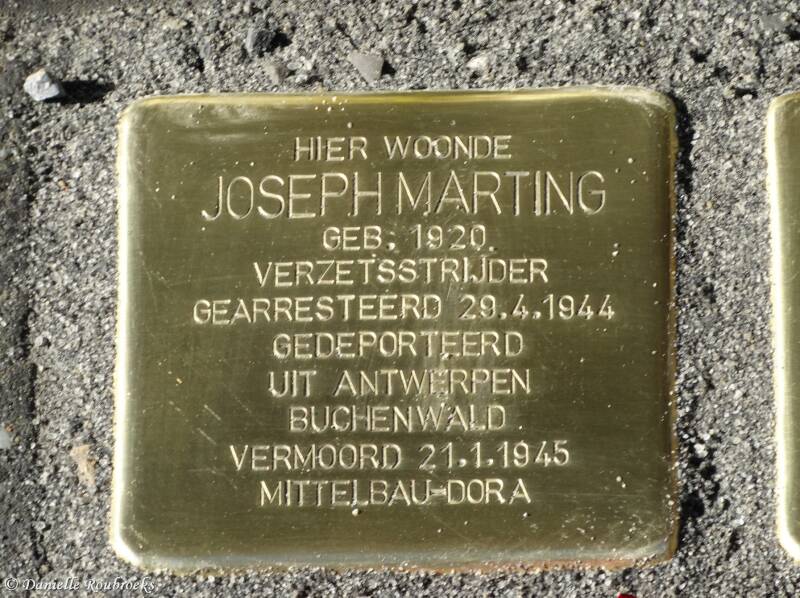 HIER WOONDE
JOSEPH MARTING
GEB. 1920
VERZETSSTRIJDER
GEARRESTEERD 29.4.1944
GEDEPORTEERD
UIT ANTWERPEN
BUCHENWALD
VERMOORD 21.1.1945
MITTELBAU-DORA
© Danielle Roubroeks